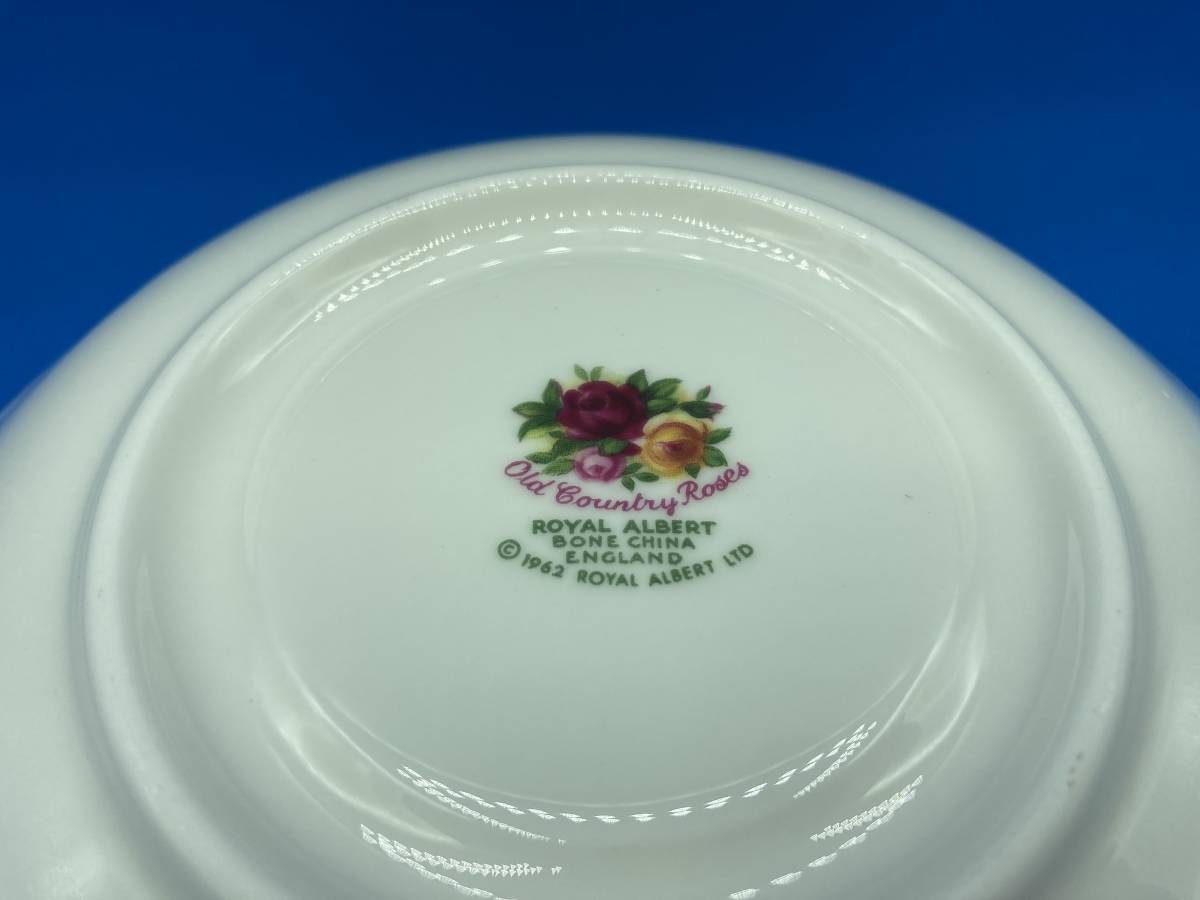 Old Country Roses
ROYAL ALBERT
BONE CHINA
ENGLAND
© 1962 ROYAL ALBERT LTD